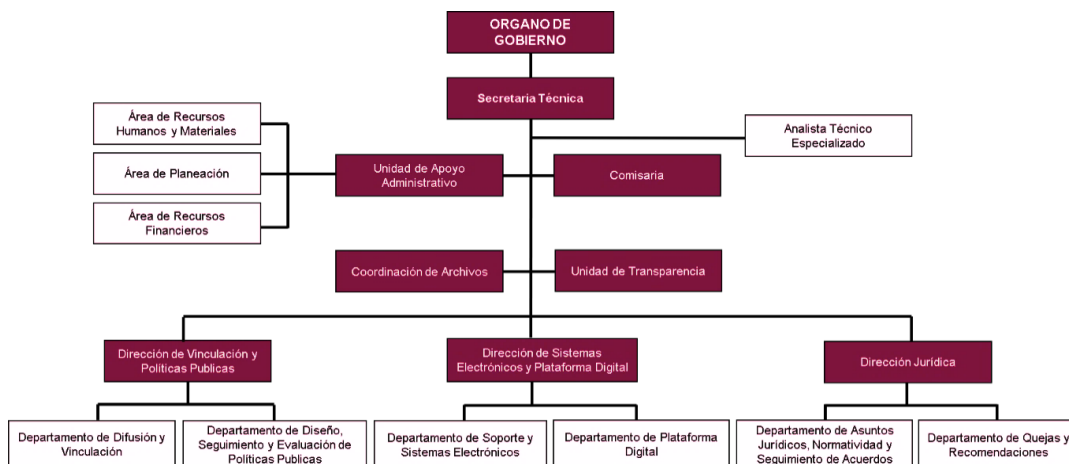 ORGANO DE
GOBIERNO
Secretaria Técnica
Analista Técnico
Especializado
Área de Recursos
Humanos y Materiales
Área de Planeación
Área de Recursos
Financieros
Unidad de Apoyo
Administrativo
Comisaria
Coordinación de Archivos
Unidad de Transparencia
Dirección de Vinculación y
Políticas Publicas
Dirección de Sistemas
Electrónicos y Plataforma Digital
Dirección Jurídica
Departamento de Difusión y
Vinculación
Departamento de Diseño,
Seguimiento y Evaluación de
Políticas Publicas
Departamento de Soporte y
Sistemas Electrónicos
Departamento de Plataforma
Digital
Departamento de Asuntos
Jurídicos, Normatividad y
Seguimiento de Acuerdos
Departamento de Quejas y
Recomendaciones